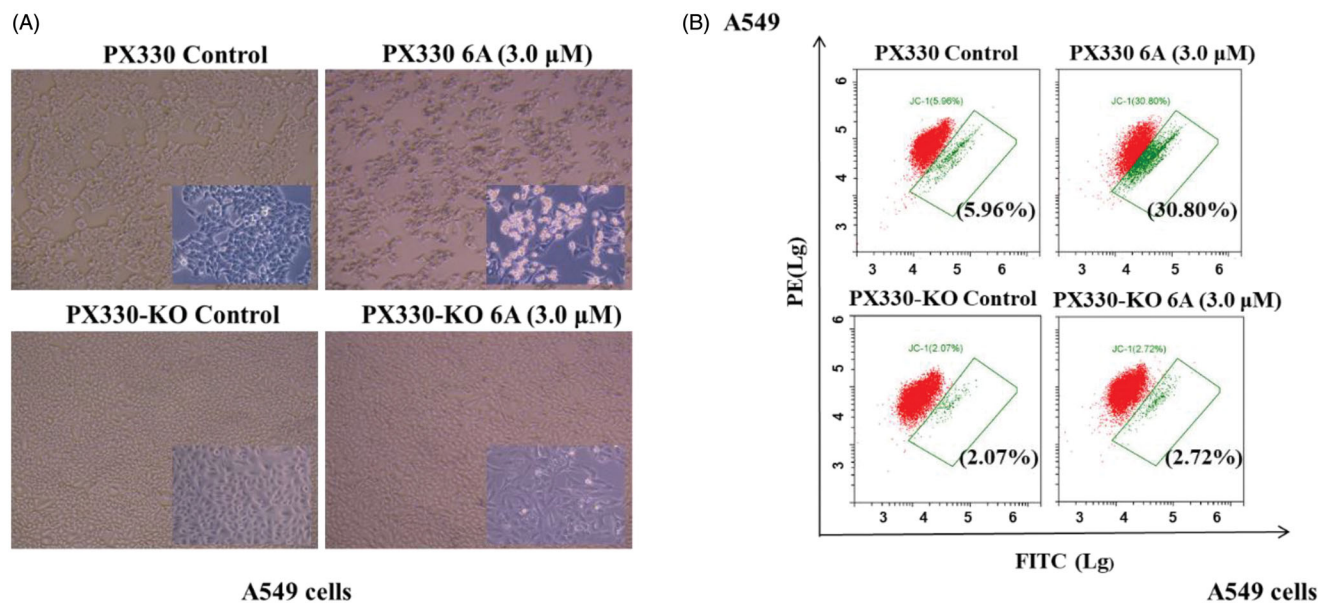 (A)
PX330 Control
PX330 6A (3.0 μM)
PX330-KO Control
PX330-KO 6A (3.0 μM)
A549 cells
(B)
A549
PX330 Control
PX330 6A (3.0 μM)
6
5
4
3
JC-1(5.96%)
(5.96%)
3 4 5 6
JC-1(30.80%)
(30.80%)
3 4 5 6
PX330-KO Control
PX330-KO 6A (3.0 μM)
6
5
4
3
JC-1(2.07%)
(2.07%)
3 4 5 6
JC-1(2.72%)
(2.72%)
3 4 5 6
PE(Lg)
FITC (Lg)
A549 cells